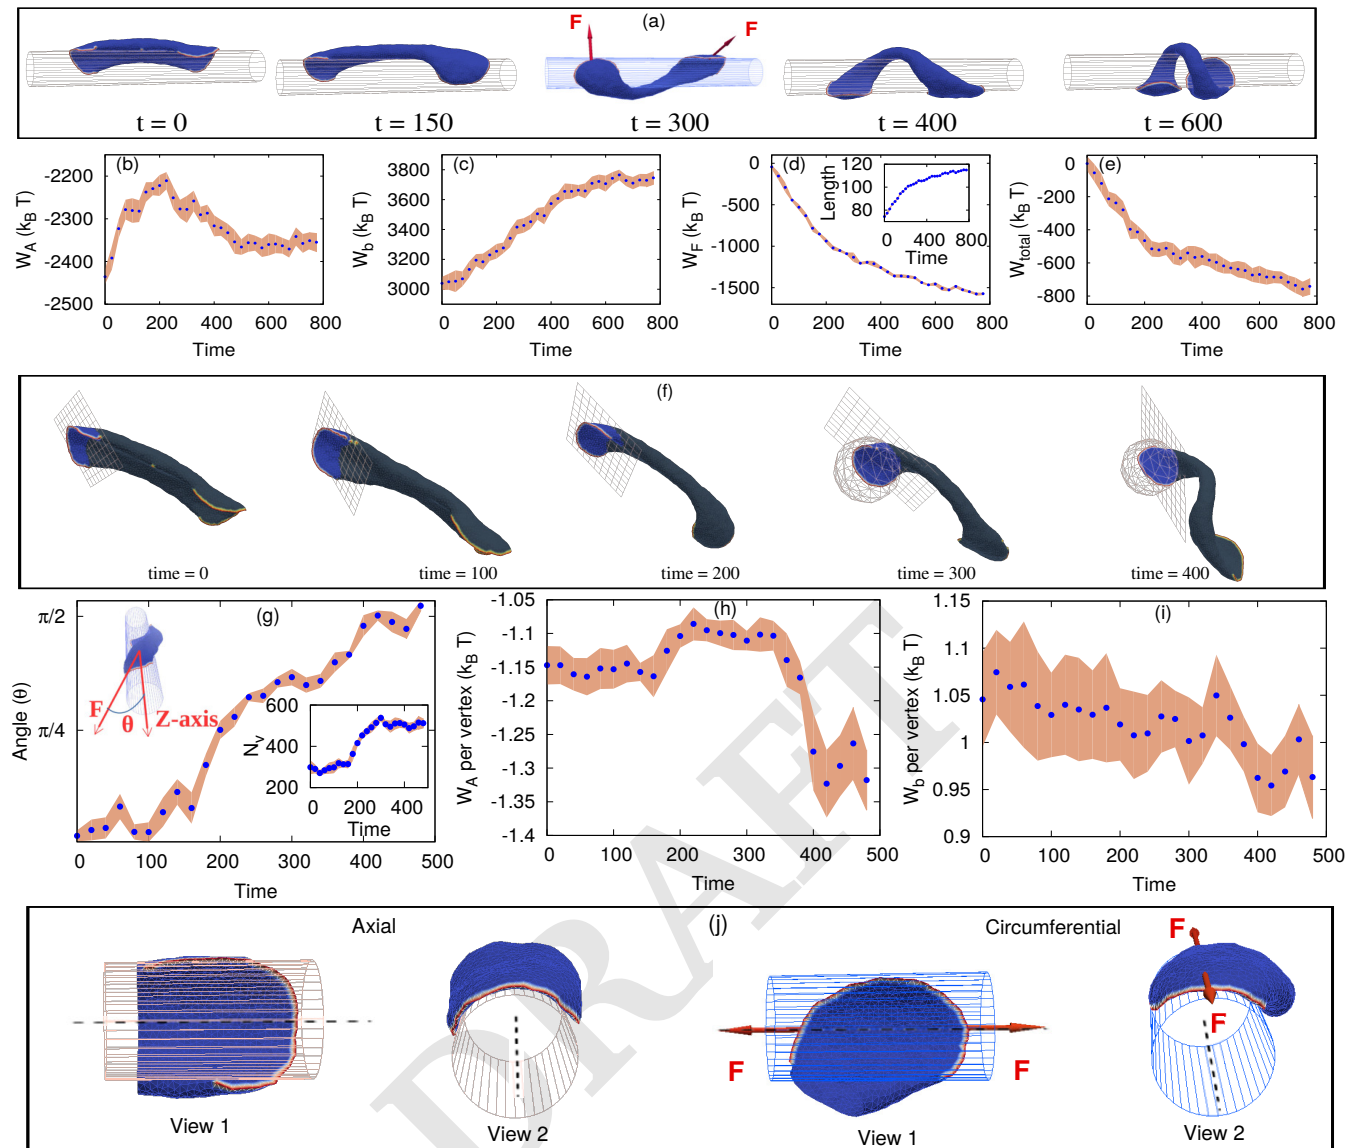 (a)
F
F
t = 0
t = 150
t = 300
t = 400
t = 600
(b)
W_A (k_B T)
-2200
-2300
-2400
-2500
0 200 400 600 800
Time
(c)
W_b (k_B T)
3800
3600
3400
3200
3000
0 200 400 600 800
Time
(d)
W_F (k_B T)
0
-500
-1000
-1500
0 200 400 600 800
Time
Length
120
100
80
0 400 800
Time
(e)
W_total (k_B T)
0
-200
-400
-600
-800
0 200 400 600 800
Time
(f)
time = 0
time = 100
time = 200
time = 300
time = 400
(g)
Angle (θ)
π/2
π/4
0 100 200 300 400 500
Time
F
θ
Z-axis
N_v
600
400
200
0 200 400
Time
(h)
W_A per vertex (k_B T)
-1.05
-1.1
-1.15
-1.2
-1.25
-1.3
-1.35
-1.4
0 100 200 300 400 500
Time
(i)
W_b per vertex (k_B T)
1.15
1.1
1.05
1
0.95
0.9
0 100 200 300 400 500
Time
(j)
Axial
Circumferential
F
F
F
F
View 1
View 2
View 1
View 2
DRAFT